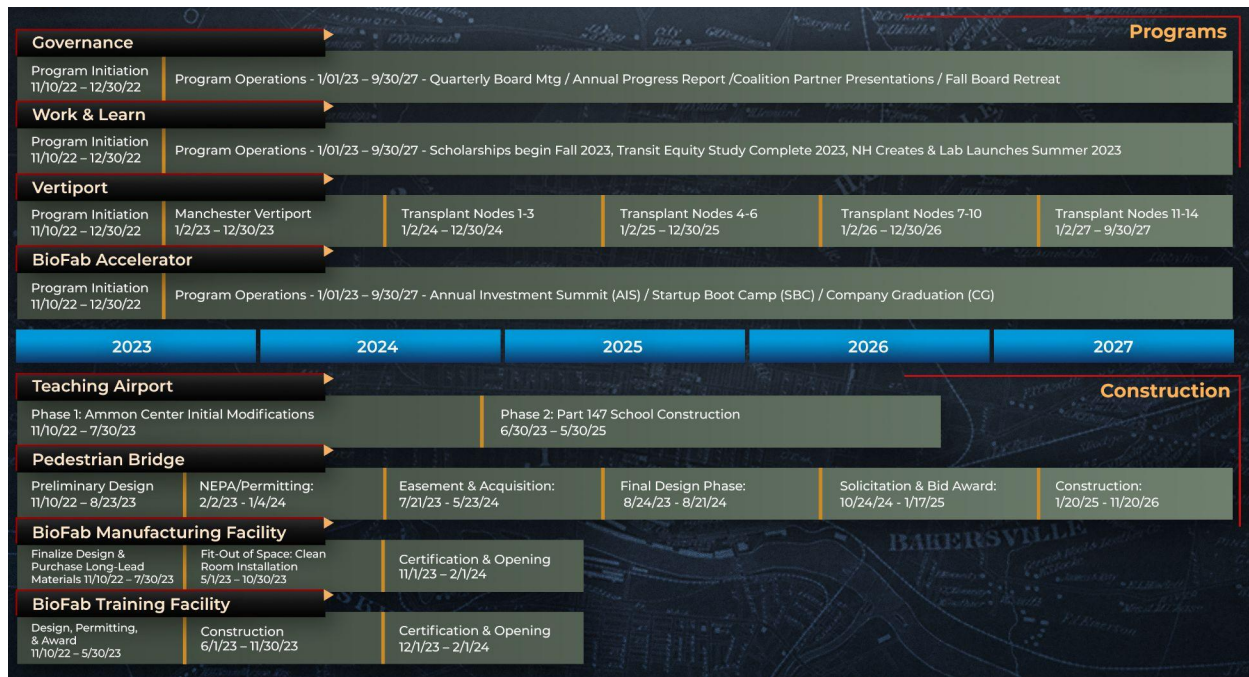 Programs
Governance
Program Initiation
11/10/22 – 12/30/22
Program Operations - 1/01/23 – 9/30/27 - Quarterly Board Mtg / Annual Progress Report /Coalition Partner Presentations / Fall Board Retreat
Work & Learn
Program Initiation
11/10/22 – 12/30/22
Program Operations - 1/01/23 – 9/30/27 - Scholarships begin Fall 2023, Transit Equity Study Complete 2023, NH Creates & Lab Launches Summer 2023
Vertiport
Program Initiation
11/10/22 – 12/30/22
Manchester Vertiport
1/2/23 – 12/30/23
Transplant Nodes 1-3
1/2/24 – 12/30/24
Transplant Nodes 4-6
1/2/25 – 12/30/25
Transplant Nodes 7-10
1/2/26 – 12/30/26
Transplant Nodes 11-14
1/2/27 – 9/30/27
BioFab Accelerator
Program Initiation
11/10/22 – 12/30/22
Program Operations - 1/01/23 – 9/30/27 - Annual Investment Summit (AIS) / Startup Boot Camp (SBC) / Company Graduation (CG)
2023
2024
2025
2026
2027
Construction
Teaching Airport
Phase 1: Ammon Center Initial Modifications
11/10/22 – 7/30/23
Phase 2: Part 147 School Construction
6/30/23 – 5/30/25
Pedestrian Bridge
Preliminary Design
11/10/22 – 8/23/23
NEPA/Permitting:
2/2/23 - 1/4/24
Easement & Acquisition:
7/21/23 - 5/23/24
Final Design Phase:
8/24/23 - 8/21/24
Solicitation & Bid Award:
10/24/24 - 1/17/25
Construction:
1/20/25 - 11/20/26
BioFab Manufacturing Facility
Finalize Design &
Purchase Long-Lead
Materials 11/10/22 – 7/30/23
Fit-Out of Space: Clean
Room Installation
5/1/23 – 10/30/23
Certification & Opening
11/1/23 – 2/1/24
BAKERSVILLE
BioFab Training Facility
Design, Permitting,
& Award
11/10/22 – 5/30/23
Construction
6/1/23 – 11/30/23
Certification & Opening
12/1/23 – 2/1/24